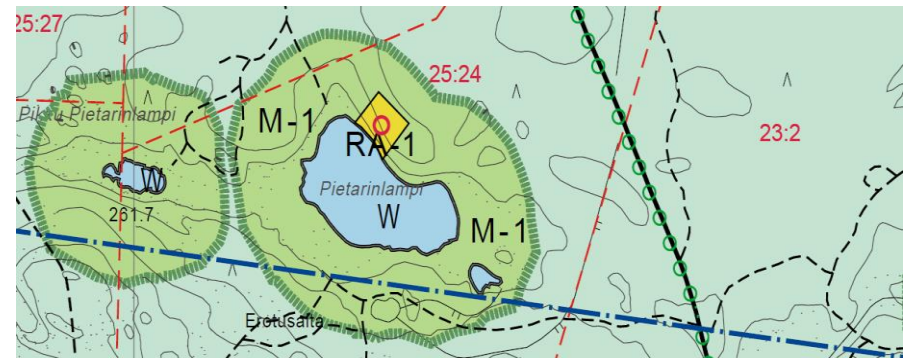 25:27
25:24
Pikku Pietarinlampi
M-1
RA-1
23:2
W
Pietarinlampi
W
261.7
M-1
Erotusaita